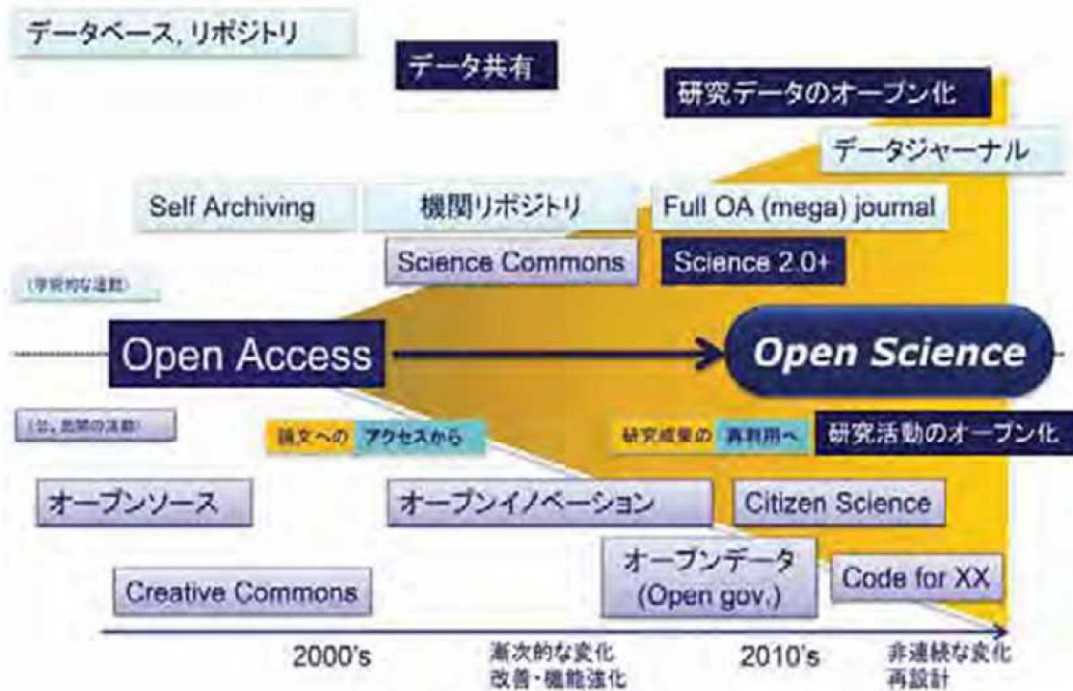 データベース, リポジトリ
データ共有
研究データのオープン化
データジャーナル
Self Archiving
機関リポジトリ
Full OA (mega) journal
Science Commons
Science 2.0+
(学術的な活動)
Open Access
Open Science
(公, 民間の活動)
論文への アクセスから
研究成果の 再利用へ
研究活動のオープン化
オープンソース
オープンイノベーション
Citizen Science
Creative Commons
オープンデータ
(Open gov.)
Code for XX
2000's
漸次的な変化
改善・機能強化
2010's
非連続な変化
再設計